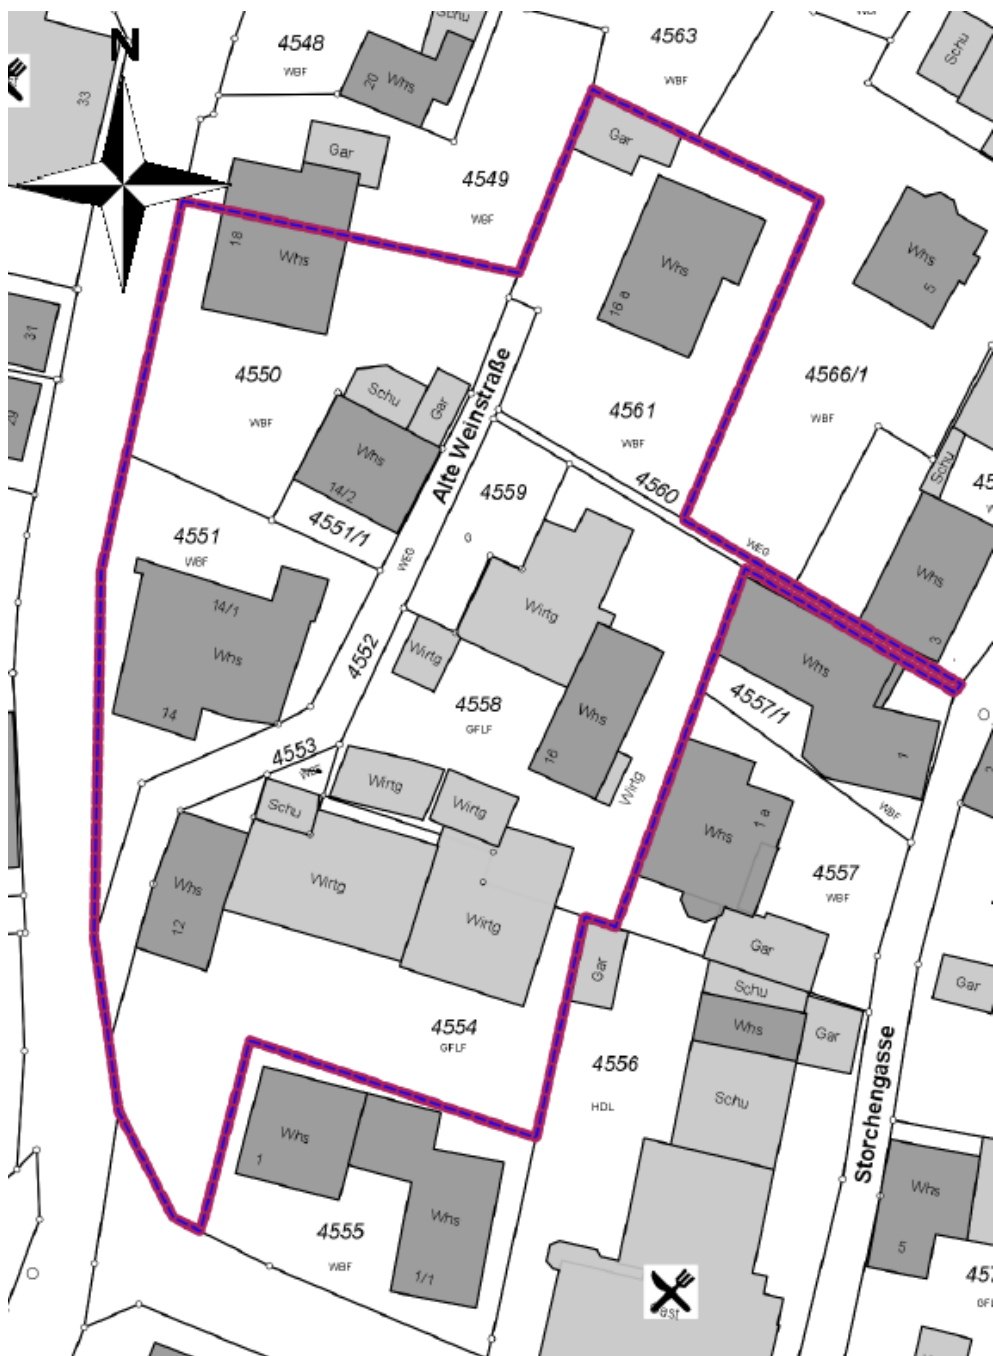 Schu
N
4548
WBF
20
Whs
4563
WBF
Schu
33
Gar
Gar
4549
WBF
18
Whs
Whs
16 a
Whs
5
31
29
4550
WBF
Schu
Gar
Alte Weinstraße
4561
WBF
4566/1
WBF
Whs
14/2
4551/1
4559
G
4560
WEG
WEG
Schu
4551
WBF
14/1
Whs
14
Wirtg
Wirtg
4552
Whs
3
Whs
4557/1
1
4558
GFLF
Whs
16
Wirtg
4553
Wirtg
Wirtg
Schu
Whs
1 a
WBF
Whs
12
Wirtg
Wirtg
4557
WBF
Gar
Gar
Schu
Whs
Gar
Gar
4554
GFLF
4556
HDL
Schu
Storchengasse
Whs
1
Whs
1/1
4555
WBF
Whs
5